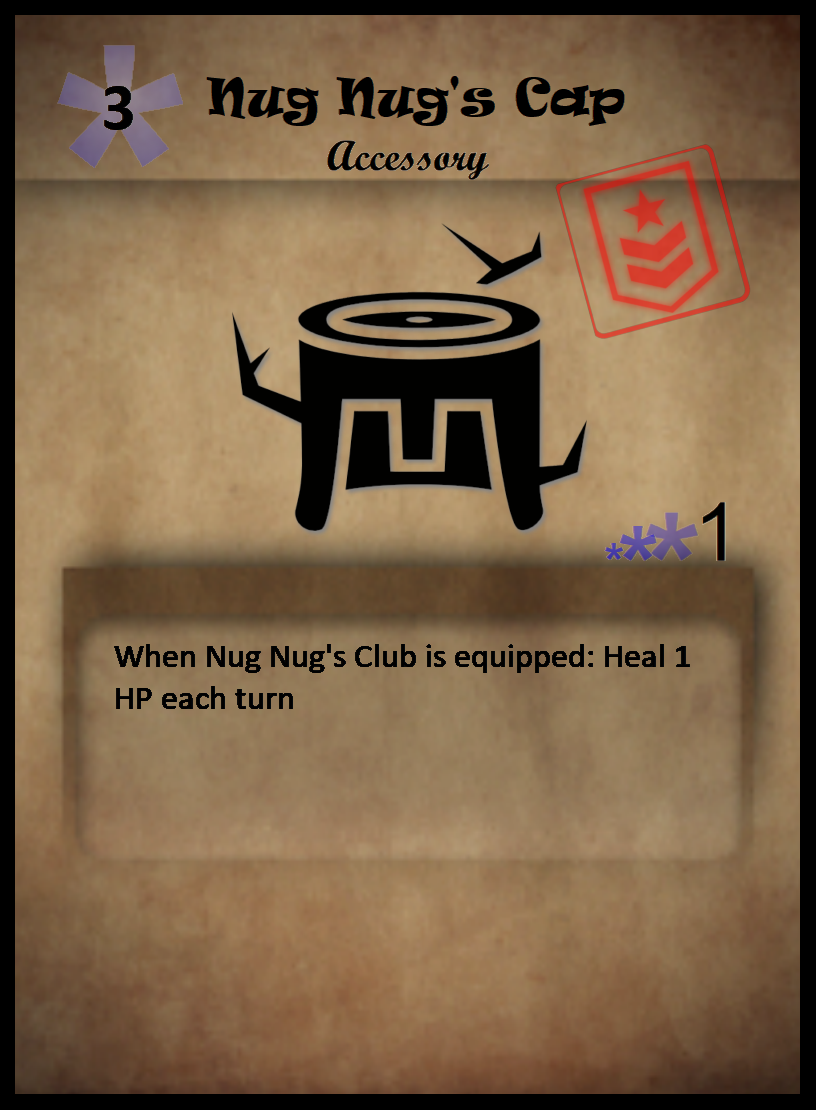 3
Nug Nug's Cap
Accessory
1
When Nug Nug's Club is equipped: Heal 1
HP each turn